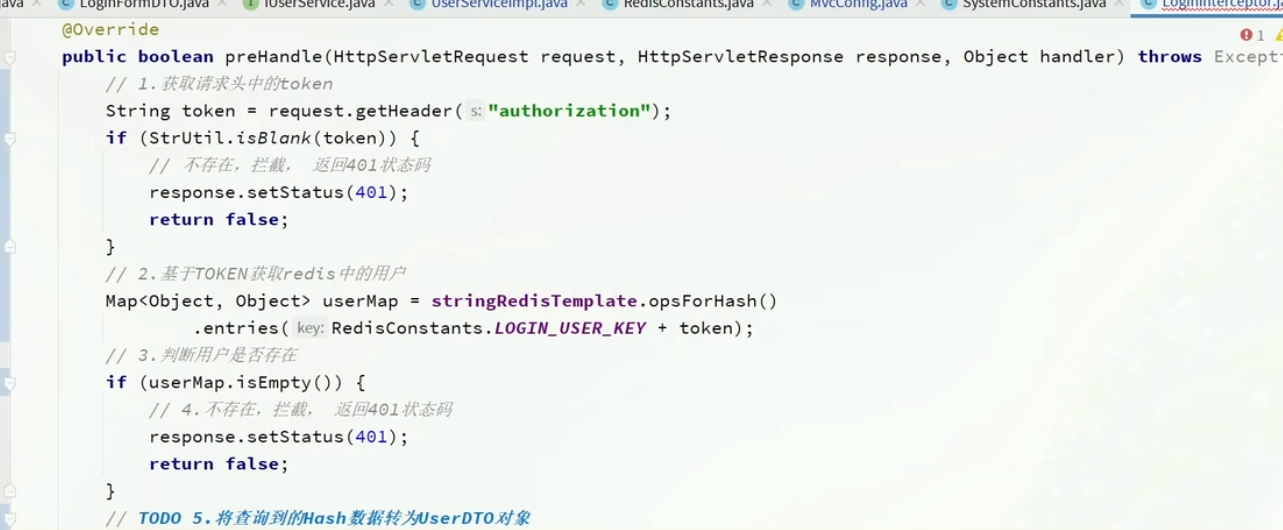 LoginFormDTO.java IUserService.java UserServiceImpl.java RedisConstants.java MvcConfig.java SystemConstants.java
@Override
public boolean preHandle(HttpServletRequest request, HttpServletResponse response, Object handler) throws Except
// 1.获取请求头中的token
String token = request.getHeader( s: "authorization");
if (StrUtil.isBlank(token)) {
// 不存在，拦截， 返回401状态码
response.setStatus(401);
return false;
}
// 2.基于TOKEN获取redis中的用户
Map<Object, Object> userMap = stringRedisTemplate.opsForHash()
.entries( key: RedisConstants.LOGIN_USER_KEY + token);
// 3.判断用户是否存在
if (userMap.isEmpty()) {
// 4.不存在，拦截， 返回401状态码
response.setStatus(401);
return false;
}
// TODO 5.将查询到的Hash数据转为UserDTO对象